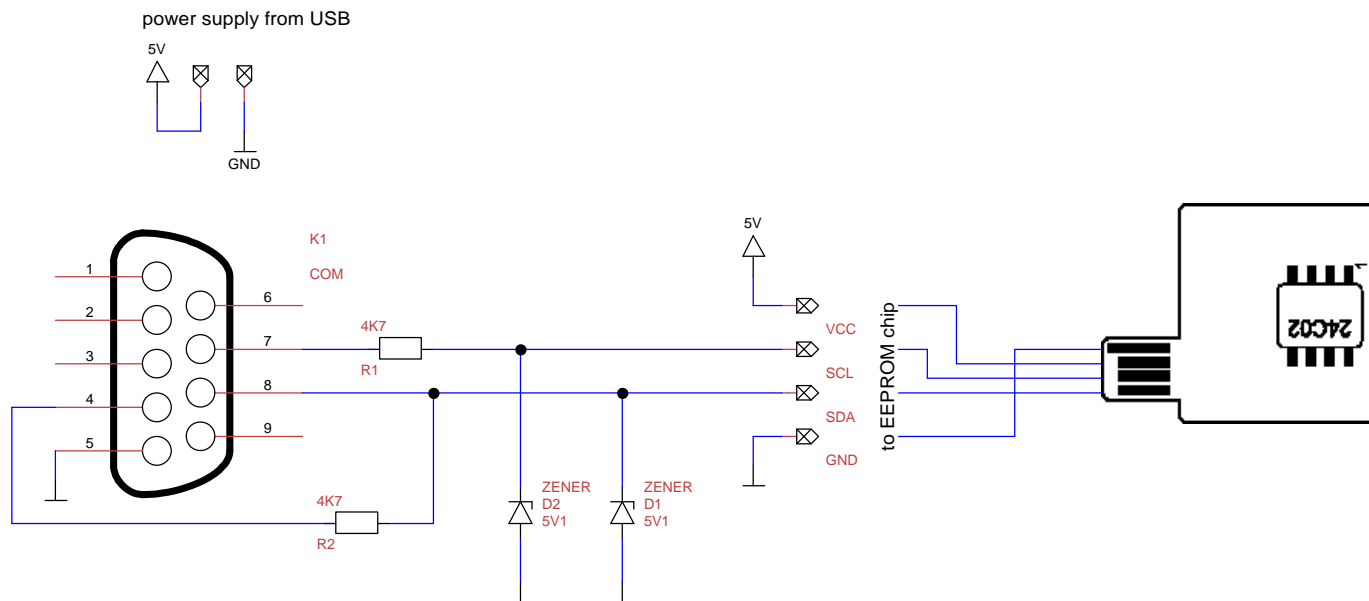 power supply from USB
5V
GND
K1
COM
1
2
3
4
5
6
7
8
9
4K7
R1
4K7
R2
ZENER
D2
5V1
ZENER
D1
5V1
5V
VCC
SCL
SDA
GND
to EEPROM chip
24C02
1